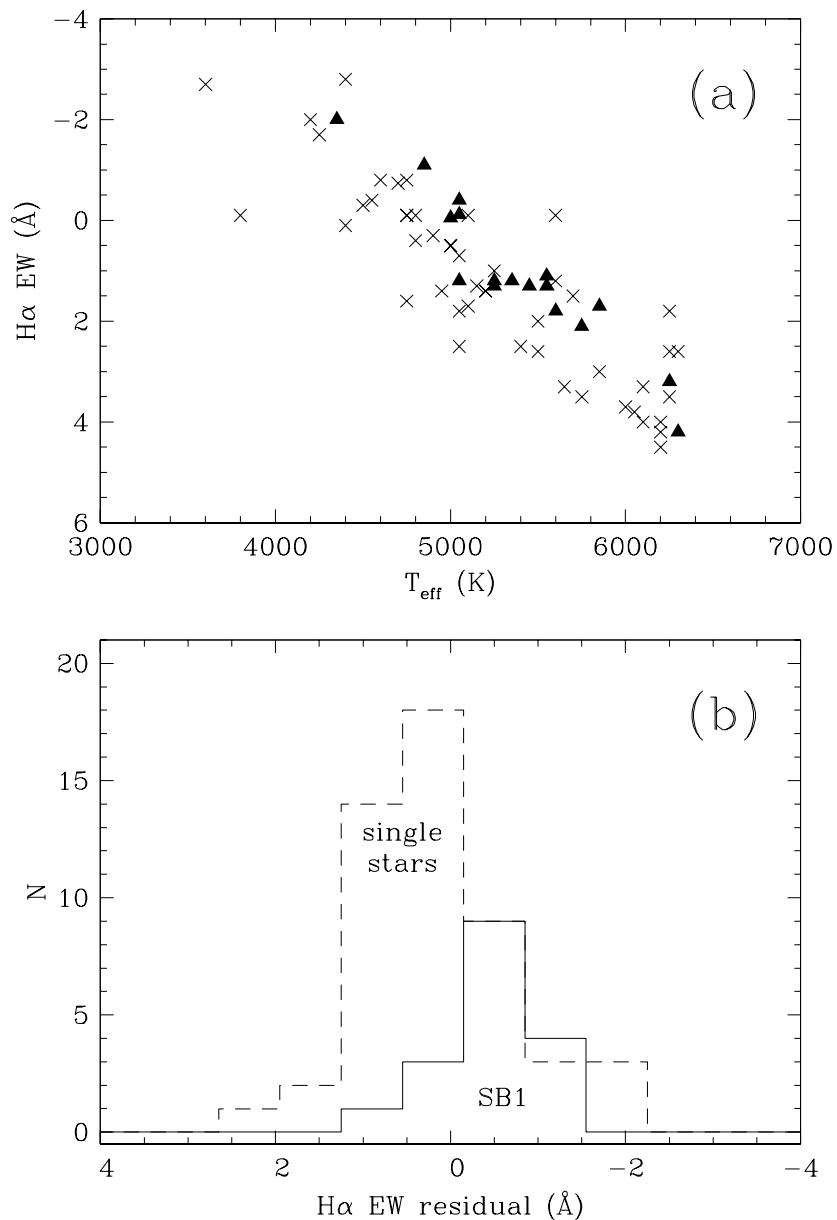 (a)
-4
-2
0
2
4
6
Hα EW (Å)
3000 4000 5000 6000 7000
T_eff (K)
(b)
20
15
10
5
0
N
single
stars
SB1
4 2 0 -2 -4
Hα EW residual (Å)